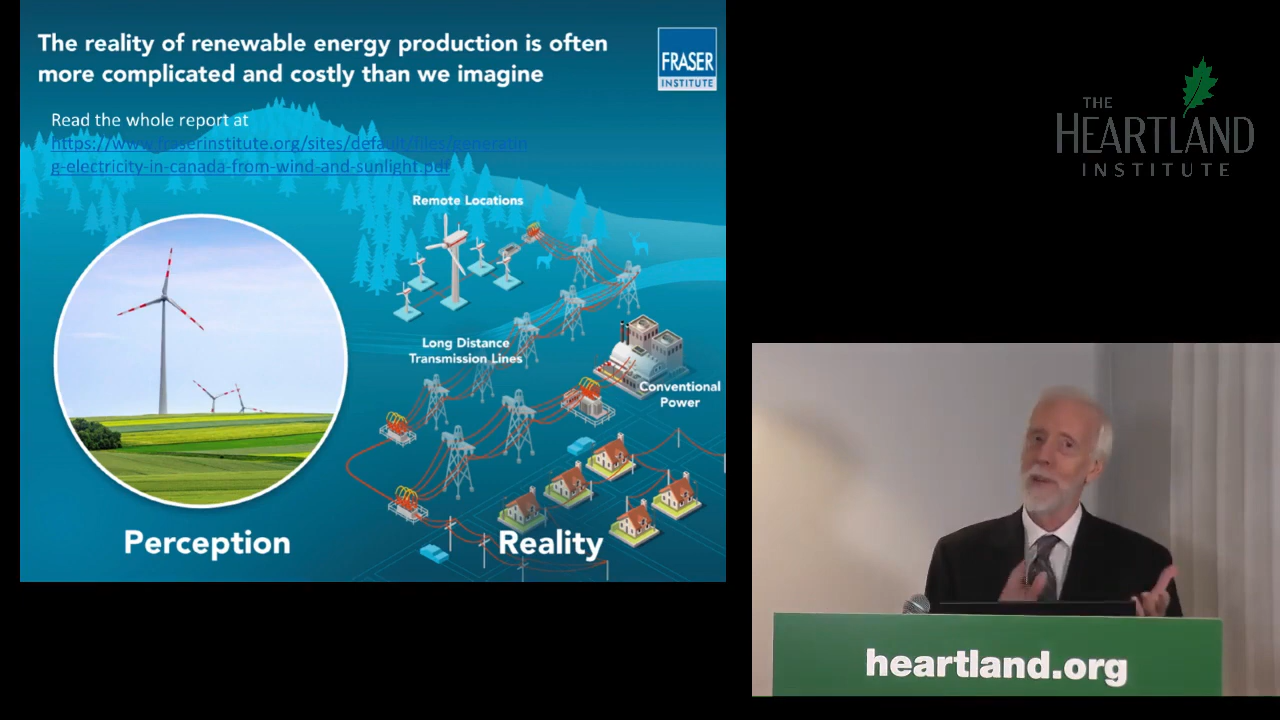 The reality of renewable energy production is often
more complicated and costly than we imagine
FRASER
INSTITUTE
Read the whole report at
https://www.fraserinstitute.org/sites/default/files/generatin
g-electricity-in-canada-from-wind-and-sunlight.pdf
Remote Locations
Long Distance
Transmission Lines
Conventional
Power
Perception
Reality
THE
HEARTLAND
INSTITUTE
heartland.org